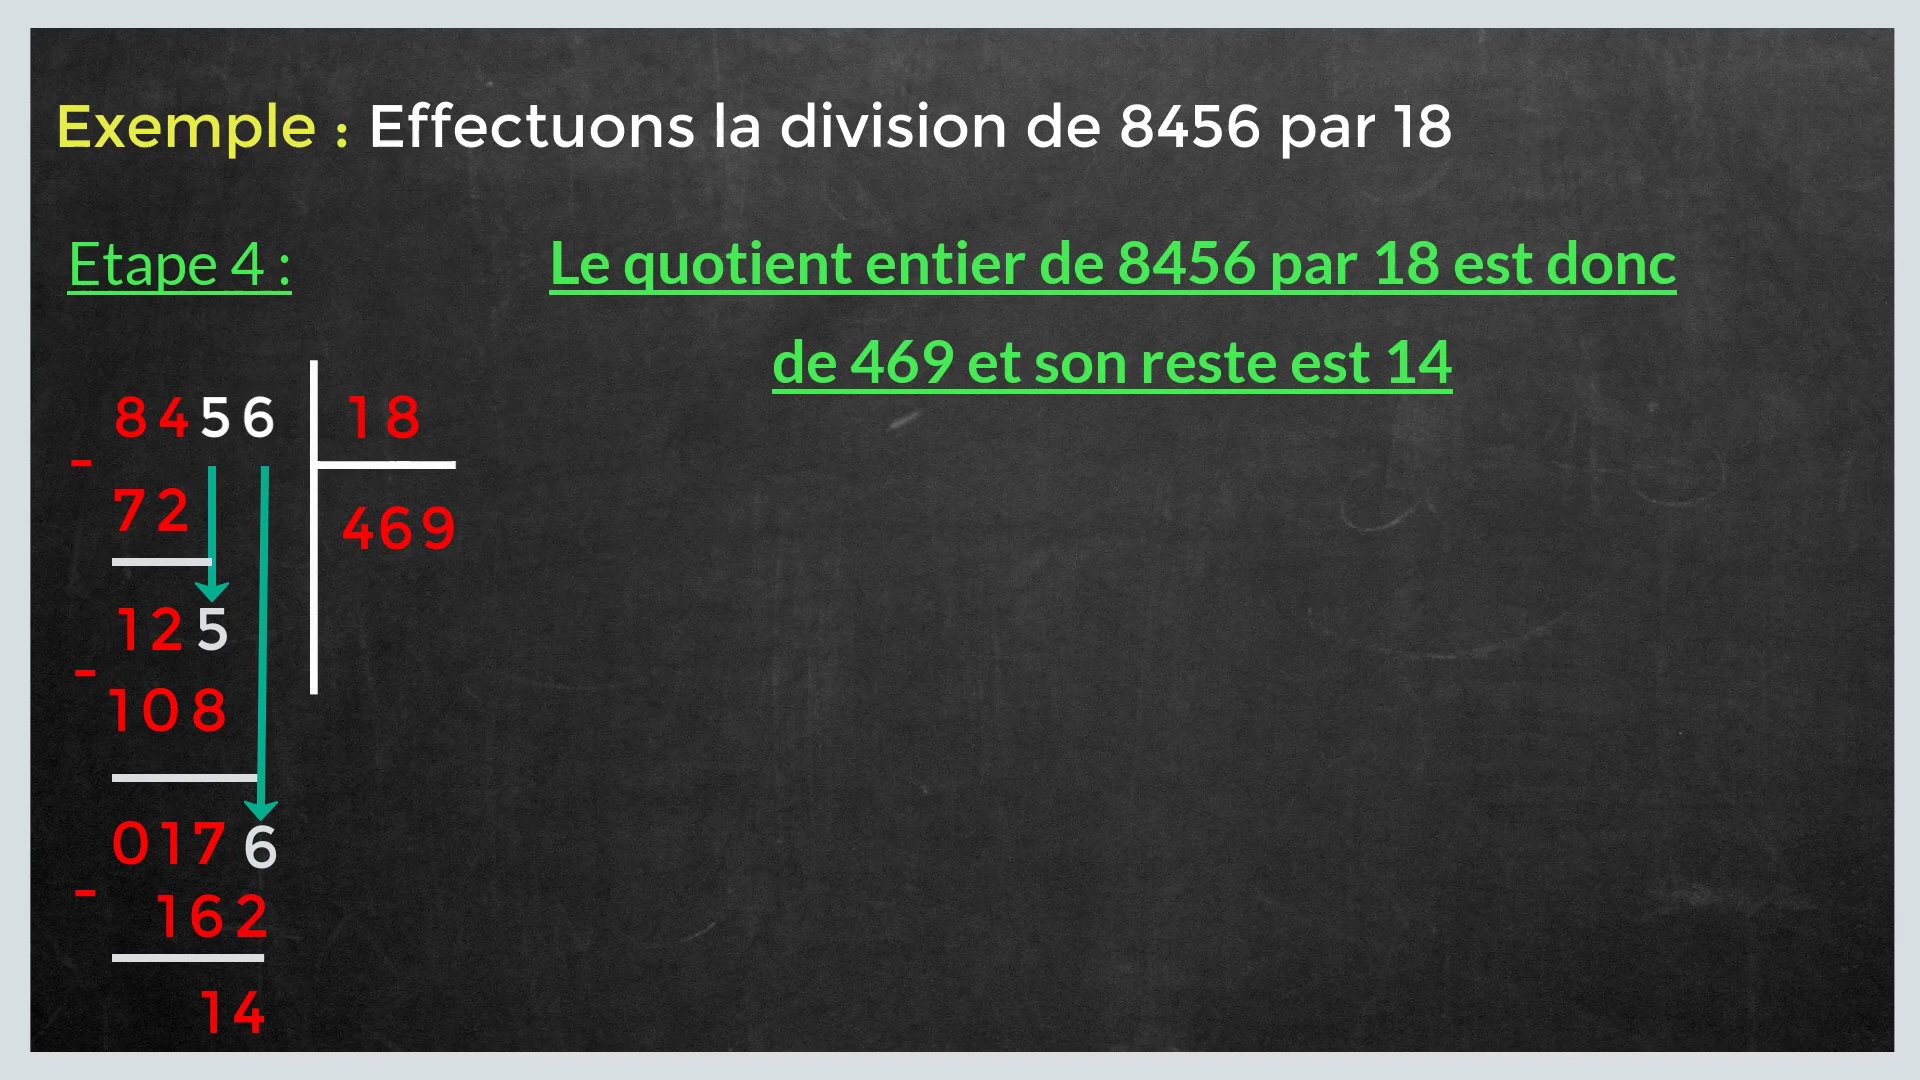 Exemple : Effectuons la division de 8456 par 18
Etape 4 :
Le quotient entier de 8456 par 18 est donc
de 469 et son reste est 14
8456 18
-
72 469
125
-
108
0176
-
162
14